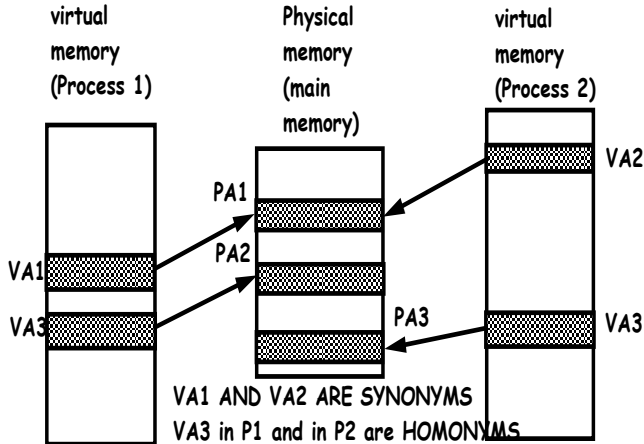 virtual
memory
(Process 1)
Physical
memory
(main
memory)
virtual
memory
(Process 2)
PA1
VA2
PA2
VA1
PA3
VA3
VA3
VA1 AND VA2 ARE SYNONYMS
VA3 in P1 and in P2 are HOMONYMS